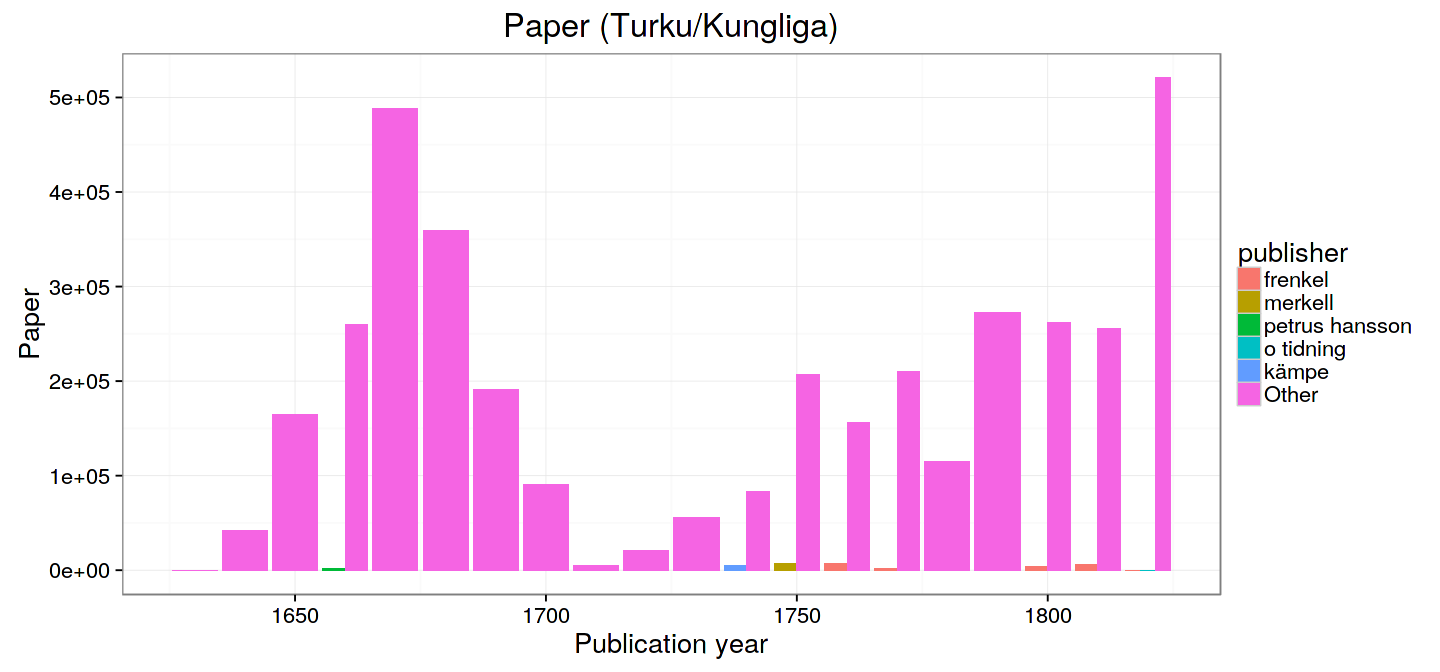 Paper (Turku/Kungliga)
Paper
5e+05
4e+05
3e+05
2e+05
1e+05
0e+00
1650 1700 1750 1800
Publication year
publisher
frenkel
merkell
petrus hansson
o tidning
kämpe
Other